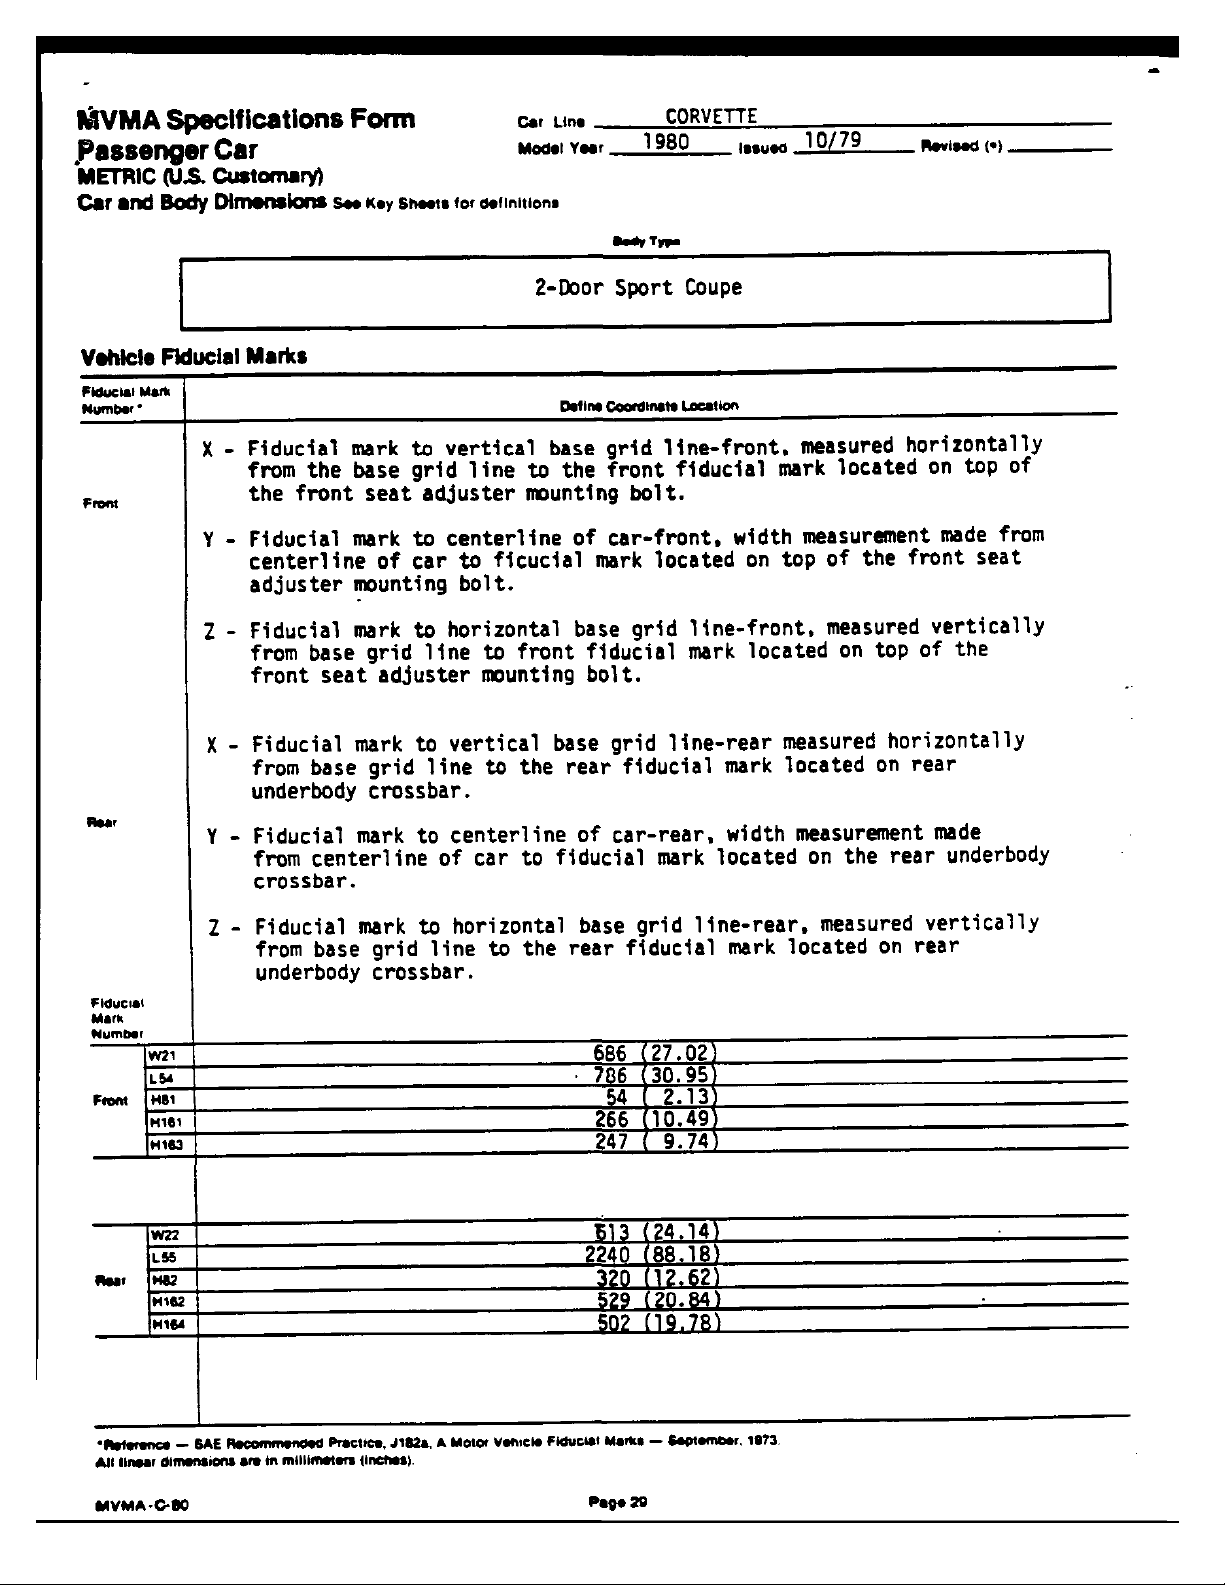 MVMA Specifications Form
Passenger Car
METRIC (U.S. Customary)
Car and Body Dimensions See Key Sheets for definitions
Car Line CORVETTE
Model Year 1980 Issued 10/79 Revised (•)
Body Type
2-Door Sport Coupe
Vehicle Fiducial Marks
Fiducial Mark
Number*
Define Coordinate Location
Front
X - Fiducial mark to vertical base grid line-front, measured horizontally
from the base grid line to the front fiducial mark located on top of
the front seat adjuster mounting bolt.
Y - Fiducial mark to centerline of car-front, width measurement made from
centerline of car to ficucial mark located on top of the front seat
adjuster mounting bolt.
Z - Fiducial mark to horizontal base grid line-front, measured vertically
from base grid line to front fiducial mark located on top of the
front seat adjuster mounting bolt.
Rear
X - Fiducial mark to vertical base grid line-rear measured horizontally
from base grid line to the rear fiducial mark located on rear
underbody crossbar.
Y - Fiducial mark to centerline of car-rear, width measurement made
from centerline of car to fiducial mark located on the rear underbody
crossbar.
Z - Fiducial mark to horizontal base grid line-rear, measured vertically
from base grid line to the rear fiducial mark located on rear
underbody crossbar.
Fiducial
Mark
Number
Front
W21 686 (27.02)
L54 786 (30.95)
H81 54 ( 2.13)
H161 266 (10.49)
H163 247 ( 9.74)
Rear
W22 613 (24.14)
L55 2240 (88.18)
H82 320 (12.62)
H162 529 (20.84)
H164 502 (19.78)
*Reference — SAE Recommended Practice, J182a, A Motor Vehicle Fiducial Marks — September, 1973.
All linear dimensions are in millimeters (inches).
MVMA-C-80
Page 29